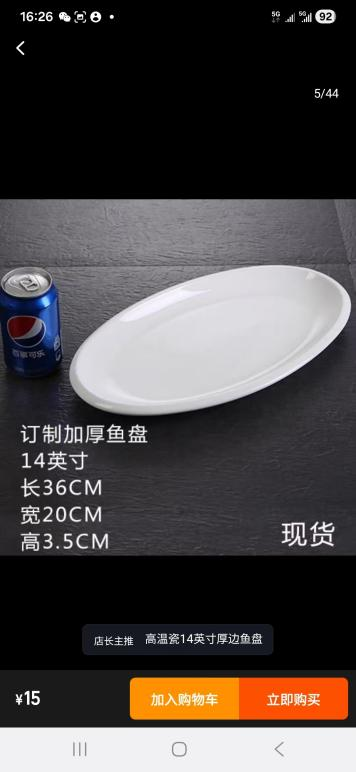 16:26
5G
5G
92
5/44
百事可乐
订制加厚鱼盘
14英寸
长36CM
宽20CM
高3.5CM
现货
店长主推 高温瓷14英寸厚边鱼盘
¥15
加入购物车
立即购买